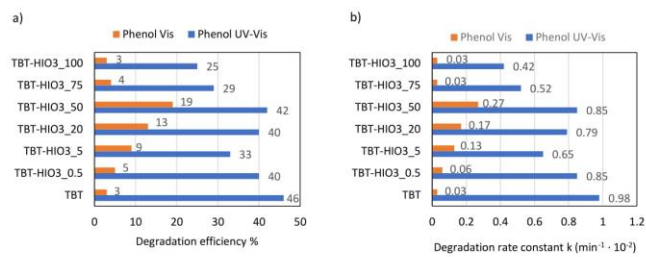 a)
Phenol Vis Phenol UV-Vis
TBT-HIO3_100 3 25
TBT-HIO3_75 4 29
TBT-HIO3_50 19 42
TBT-HIO3_20 13 40
TBT-HIO3_5 9 33
TBT-HIO3_0.5 5 40
TBT 3 46
0 10 20 30 40 50
Degradation efficiency %
b)
Phenol Vis Phenol UV-Vis
TBT-HIO3_100 0.03 0.42
TBT-HIO3_75 0.03 0.52
TBT-HIO3_50 0.27 0.85
TBT-HIO3_20 0.17 0.79
TBT-HIO3_5 0.13 0.65
TBT-HIO3_0.5 0.06 0.85
TBT 0.03 0.98
0 0.2 0.4 0.6 0.8 1 1.2
Degradation rate constant k (min⁻¹ · 10⁻²)